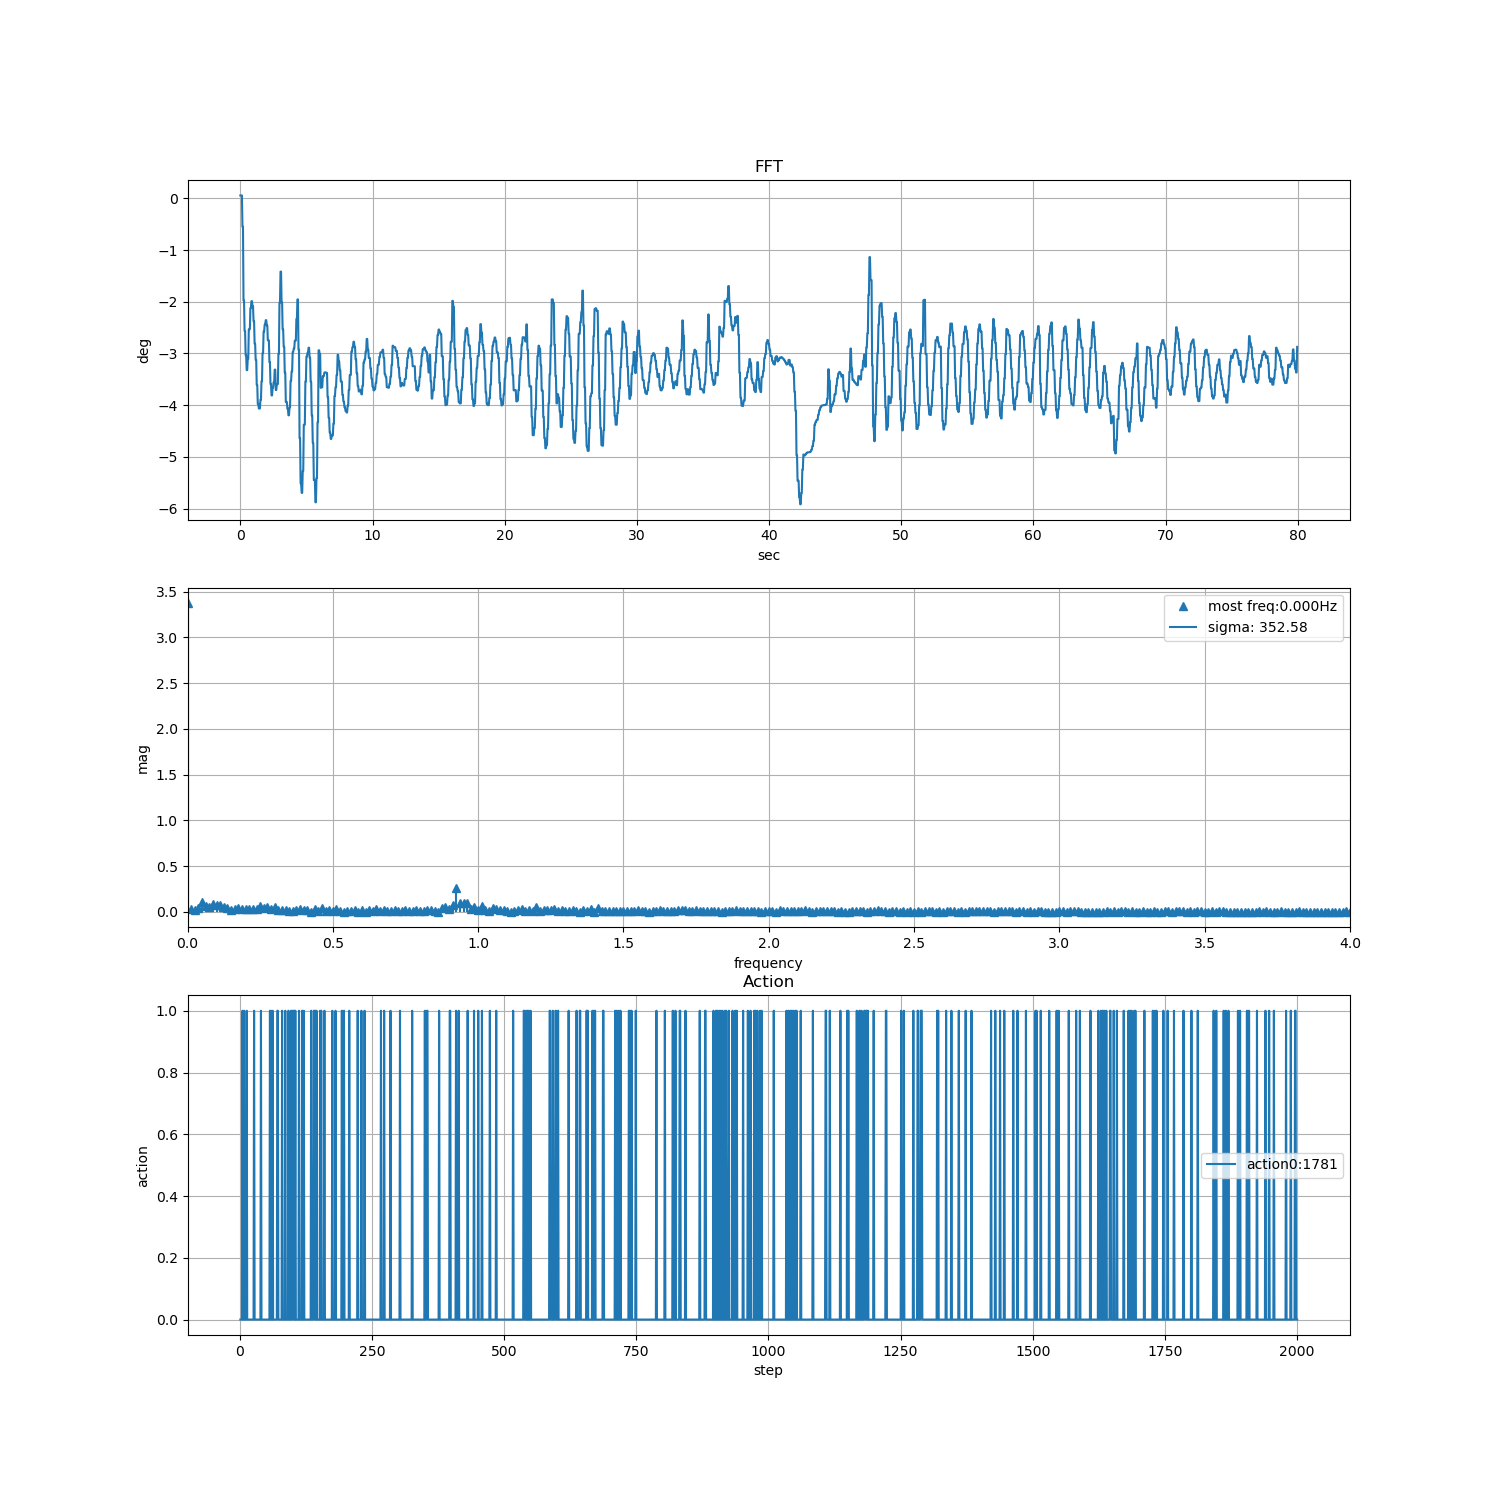 FFT
0
−1
−2
−3
−4
−5
−6
deg
0 10 20 30 40 50 60 70 80
sec
3.5
3.0
2.5
2.0
1.5
1.0
0.5
0.0
mag
most freq:0.000Hz
sigma: 352.58
0.0 0.5 1.0 1.5 2.0 2.5 3.0 3.5 4.0
frequency
Action
1.0
0.8
0.6
0.4
0.2
0.0
action
action0:1781
0 250 500 750 1000 1250 1500 1750 2000
step